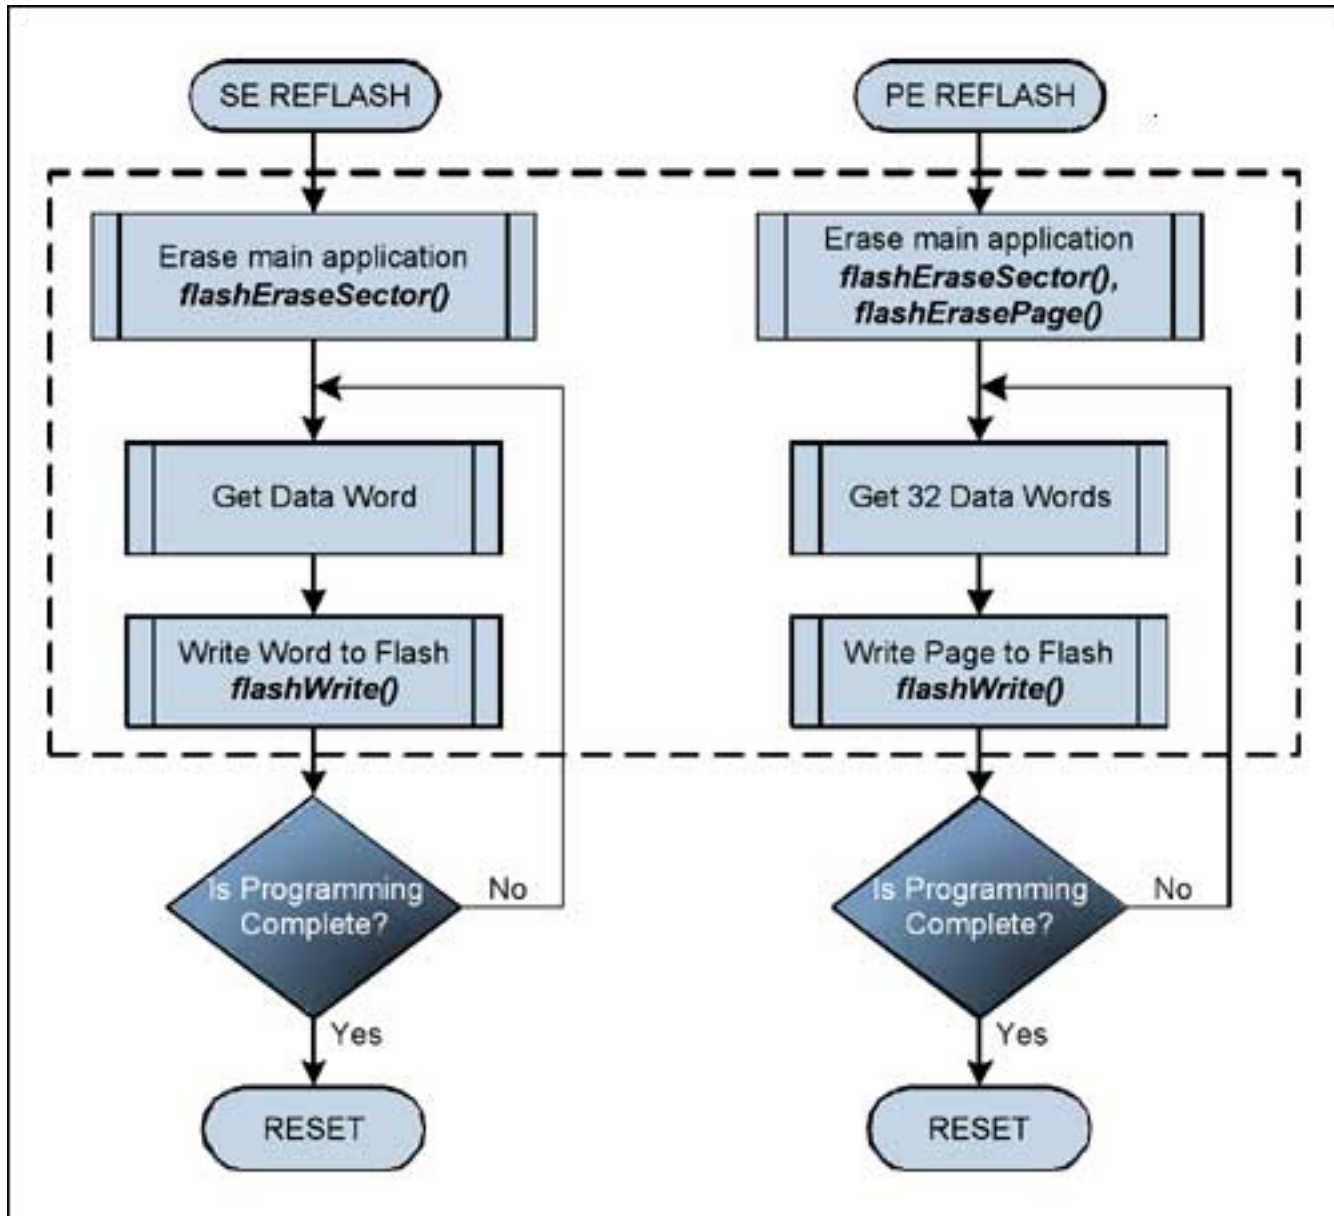 SE REFLASH
Erase main application
flashEraseSector()
Get Data Word
Write Word to Flash
flashWrite()
Is Programming
Complete?
No
Yes
RESET
PE REFLASH
Erase main application
flashEraseSector(),
flashErasePage()
Get 32 Data Words
Write Page to Flash
flashWrite()
Is Programming
Complete?
No
Yes
RESET